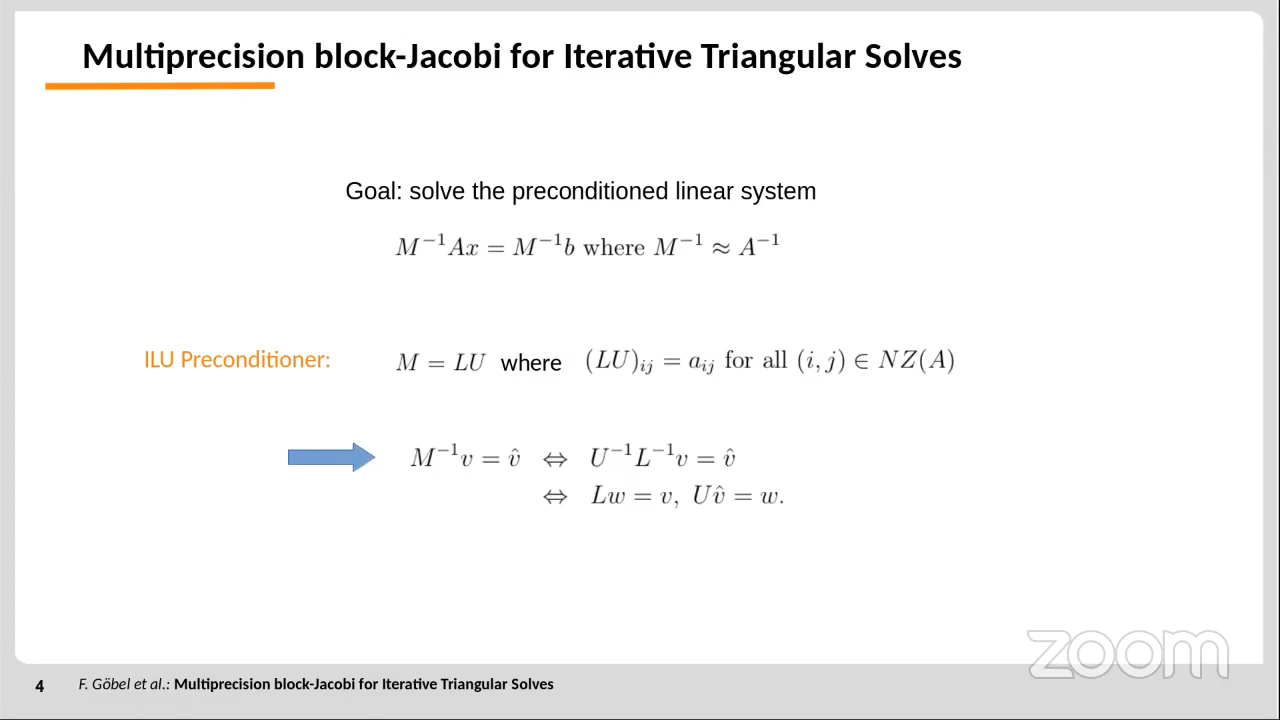 Multiprecision block-Jacobi for Iterative Triangular Solves
Goal: solve the preconditioned linear system
M⁻¹Ax = M⁻¹b where M⁻¹ ≈ A⁻¹
ILU Preconditioner: M = LU where (LU)ᵢⱼ = aᵢⱼ for all (i, j) ∈ NZ(A)
M⁻¹v = v̂ ⇔ U⁻¹L⁻¹v = v̂
⇔ Lw = v, Uv̂ = w.
zoom
4 F. Göbel et al.: Multiprecision block-Jacobi for Iterative Triangular Solves